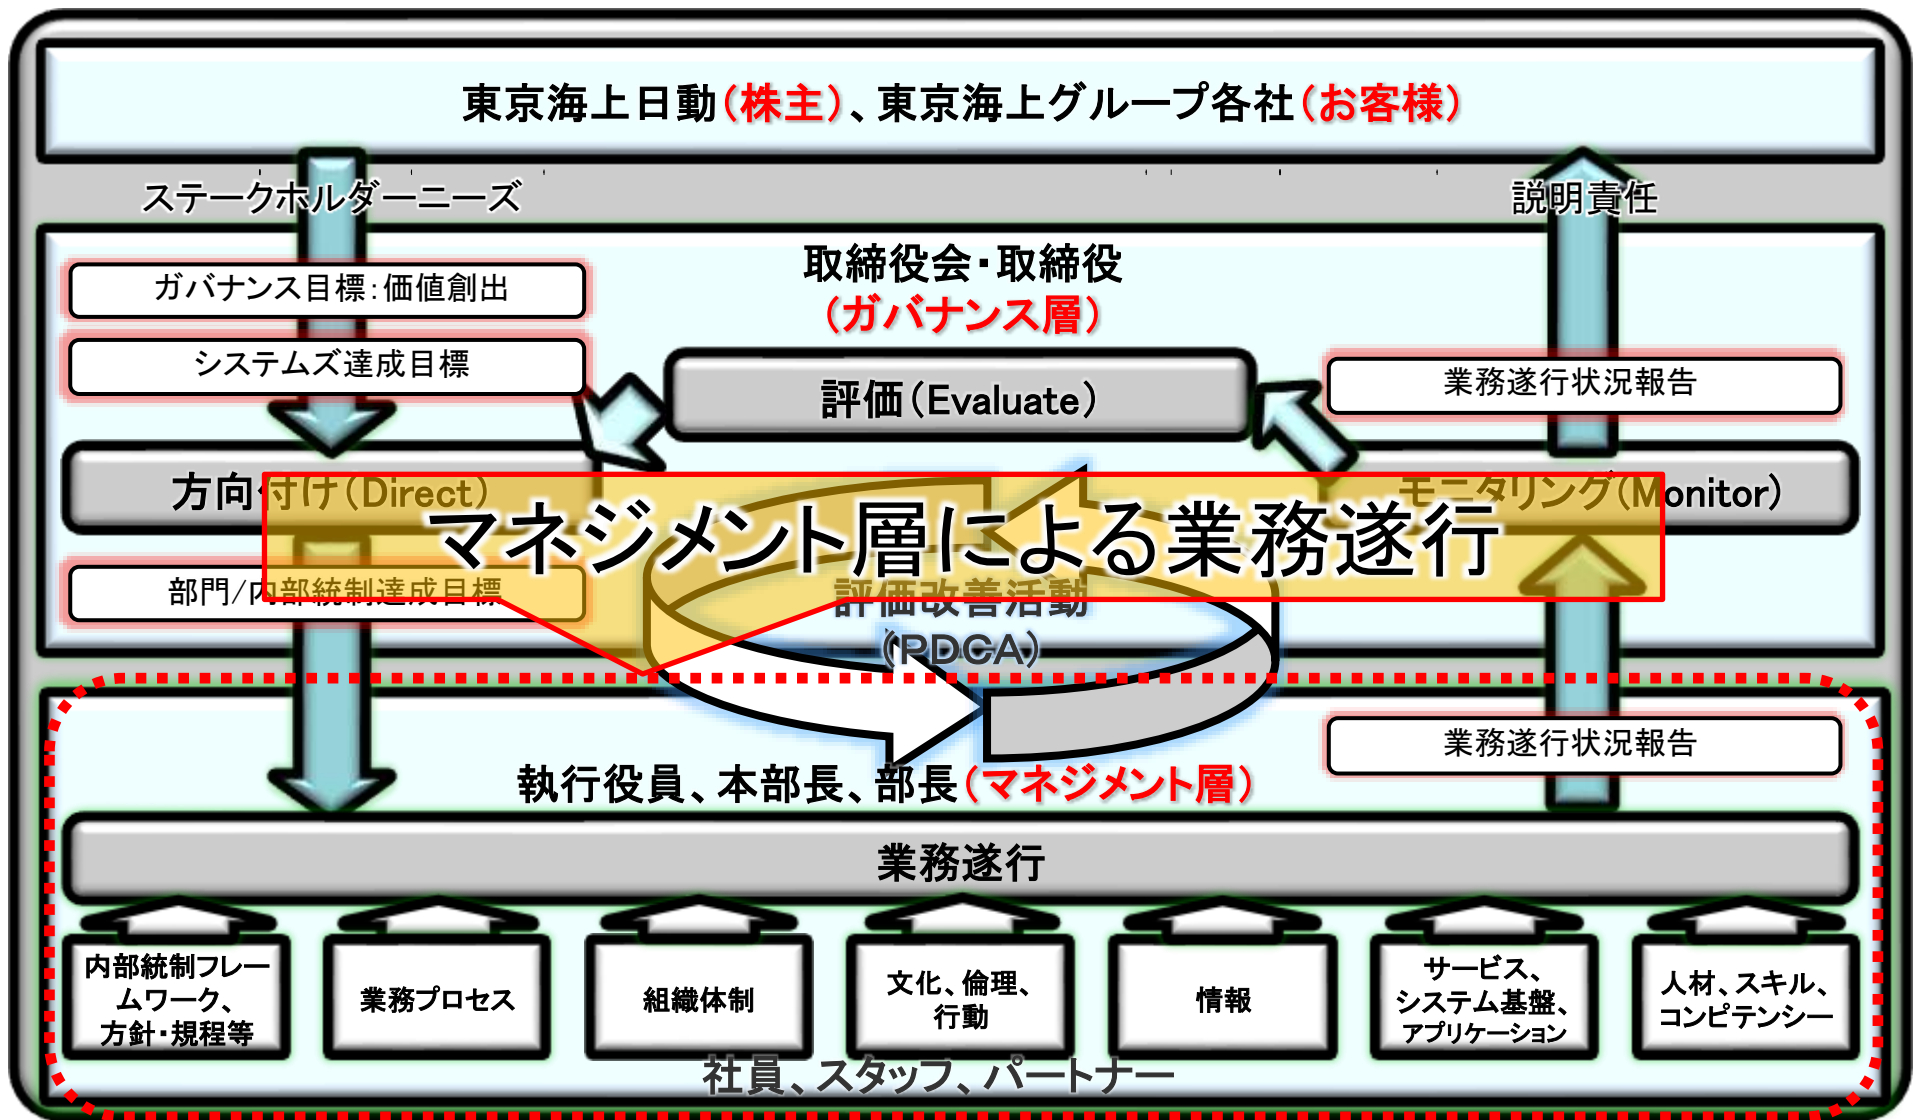 東京海上日動（株主）、東京海上グループ各社（お客様）
ステークホルダーニーズ
説明責任
取締役会・取締役
（ガバナンス層）
ガバナンス目標：価値創出
システムズ達成目標
評価（Evaluate）
業務遂行状況報告
方向付け（Direct）
モニタリング（Monitor）
マネジメント層による業務遂行
部門/内部統制達成目標
評価改善活動
（PDCA）
業務遂行状況報告
執行役員、本部長、部長（マネジメント層）
業務遂行
内部統制フレー
ムワーク、
方針・規程等
業務プロセス
組織体制
文化、倫理、
行動
情報
サービス、
システム基盤、
アプリケーション
人材、スキル、
コンピテンシー
社員、スタッフ、パートナー